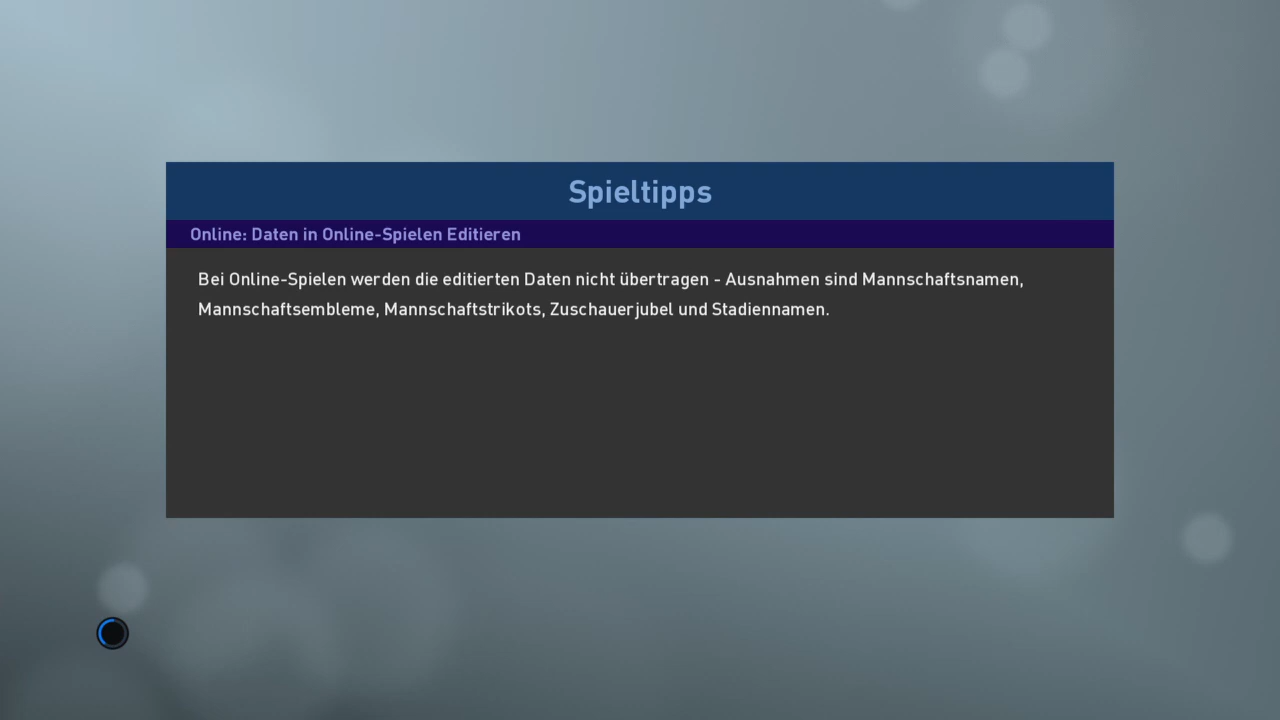 Spieltipps
Online: Daten in Online-Spielen Editieren
Bei Online-Spielen werden die editierten Daten nicht übertragen - Ausnahmen sind Mannschaftsnamen,
Mannschaftsembleme, Mannschaftstrikots, Zuschauerjubel und Stadiennamen.